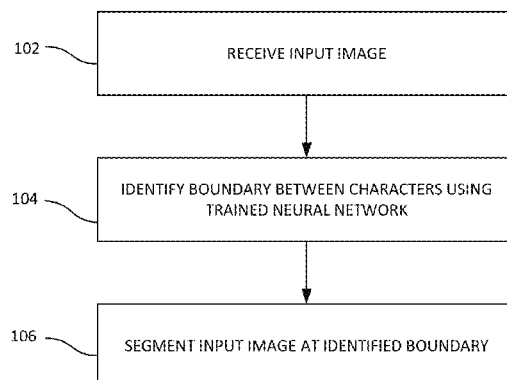 102
RECEIVE INPUT IMAGE
104
IDENTIFY BOUNDARY BETWEEN CHARACTERS USING
TRAINED NEURAL NETWORK
106
SEGMENT INPUT IMAGE AT IDENTIFIED BOUNDARY